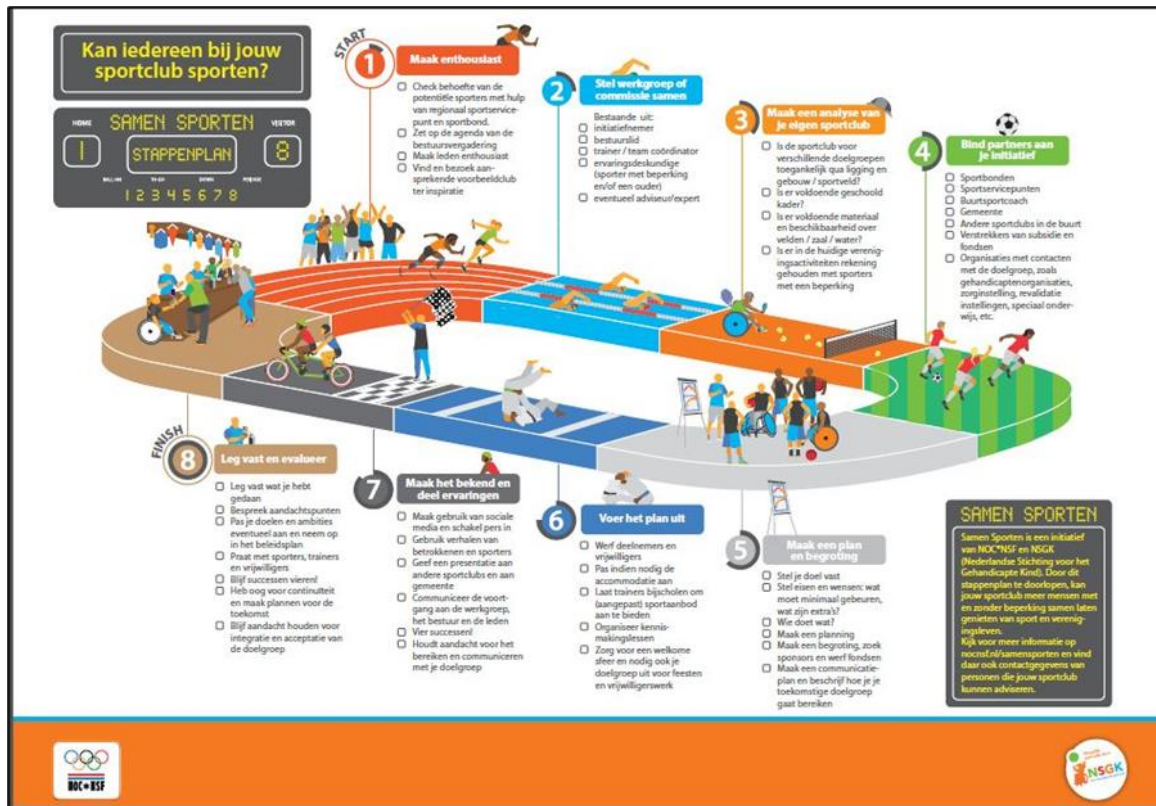 Kan iedereen bij jouw
sportclub sporten?
HOME
SAMEN SPORTEN
VISITOR
1
STAPPENPLAN
8
BALL ON
TO GO
DOWN
PERIOD
1 2 3 4 5 6 7 8
START
1
Maak enthousiast
Check behoefte van de
potentiële sporters met hulp
van regionaal sportservice-
punt en sportbond.
Zet op de agenda van de
bestuursvergadering
Maak leden enthousiast
Vind en bezoek aan-
sprekende voorbeeldclub
ter inspiratie
2
Stel werkgroep of
commissie samen
Bestaande uit:
initiatiefnemer
bestuurslid
trainer / team coördinator
ervaringsdeskundige
(sporter met beperking
en/of een ouder)
eventueel adviseur/expert
3
Maak een analyse van
je eigen sportclub
Is de sportclub voor
verschillende doelgroepen
toegankelijk qua ligging en
gebouw / sportveld?
Is er voldoende geschoold
kader?
Is er voldoende materiaal
en beschikbaarheid over
velden / zaal / water?
Is er in de huidige verenig-
ingsactiviteiten rekening
gehouden met sporters
met een beperking
4
Bind partners aan
je initiatief
Sportbonden
Sportservicepunten
Buurtsportcoach
Gemeente
Andere sportclubs in de buurt
Verstrekkers van subsidie en
fondsen
Organisaties met contacten
met de doelgroep, zoals
gehandicaptenorganisaties,
zorginstelling, revalidatie
instellingen, speciaal onder-
wijs, etc.
5
Maak een plan
en begroting
Stel je doel vast
Stel eisen en wensen: wat
moet minimaal gebeuren,
wat zijn extra's?
Wie doet wat?
Maak een planning
Maak een begroting, zoek
sponsors en werf fondsen
Maak een communicatie-
plan en beschrijf hoe je je
toekomstige doelgroep
gaat bereiken
6
Voer het plan uit
Werf deelnemers en
vrijwilligers
Pas indien nodig de
accommodatie aan
Laat trainers bijscholen om
(aangepast) sportaanbod
aan te bieden
Organiseer kennis-
makingslessen
Zorg voor een welkome
sfeer en nodig ook je
doelgroep uit voor feesten
en vrijwilligerswerk
7
Maak het bekend en
deel ervaringen
Maak gebruik van sociale
media en schakel pers in
Gebruik verhalen van
betrokkenen en sporters
Geef een presentatie aan
andere sportclubs en aan
gemeente
Communiceer de voort-
gang aan de werkgroep,
het bestuur en de leden
Vier successen!
Houdt aandacht voor het
bereiken en communiceren
met je doelgroep
FINISH
8
Leg vast en evalueer
Leg vast wat je hebt
gedaan
Bespreek aandachtspunten
Pas je doelen en ambities
eventueel aan en neem op
in het beleidsplan
Praat met sporters, trainers
en vrijwilligers
Blijf successen vieren!
Heb oog voor continuïteit
en maak plannen voor de
toekomst
Blijf aandacht houden voor
integratie en acceptatie van
de doelgroep
SAMEN SPORTEN
Samen Sporten is een initiatief
van NOC*NSF en NSGK
(Nederlandse Stichting voor het
Gehandicapte Kind). Door dit
stappenplan te doorlopen, kan
jouw sportclub meer mensen met
en zonder beperking samen laten
genieten van sport en verenig-
ingsleven.
Kijk voor meer informatie op
nocnsf.nl/samensporten en vind
daar ook contactgegevens van
personen die jouw sportclub
kunnen adviseren.
NOC*NSF
NSGK